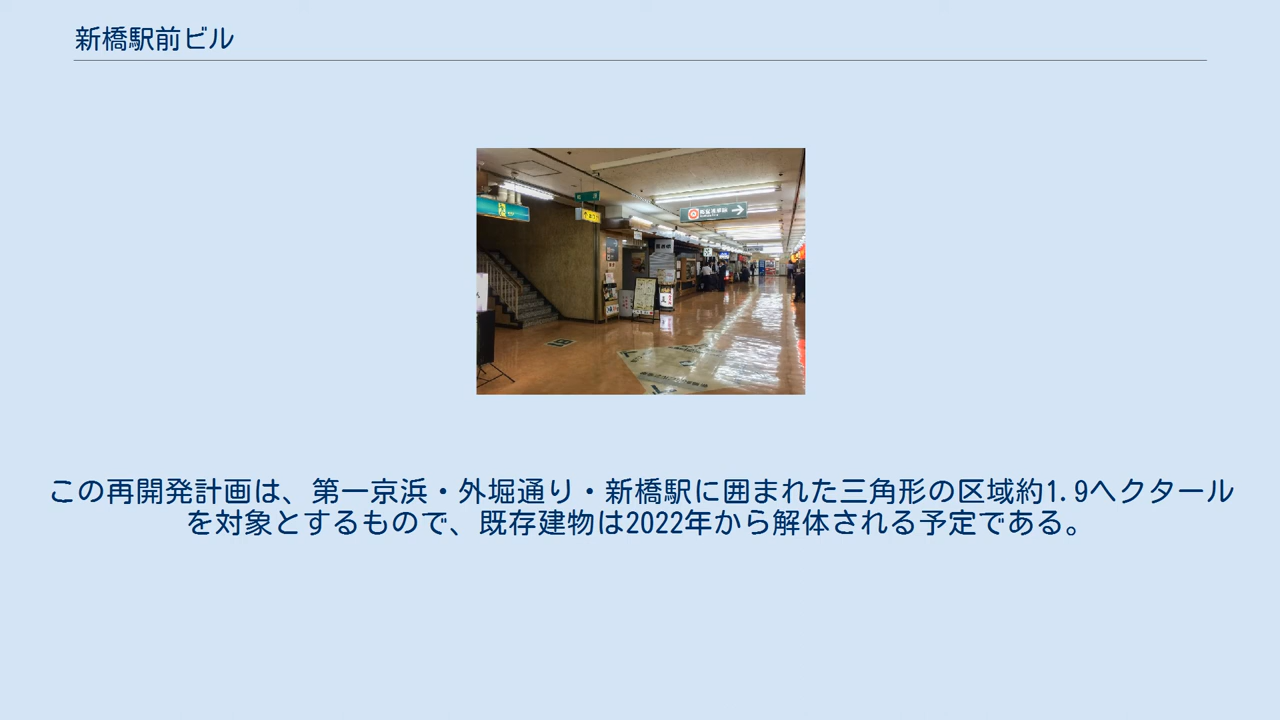 新橋駅前ビル
この再開発計画は、第一京浜・外堀通り・新橋駅に囲まれた三角形の区域約1.9ヘクタール
を対象とするもので、既存建物は2022年から解体される予定である。